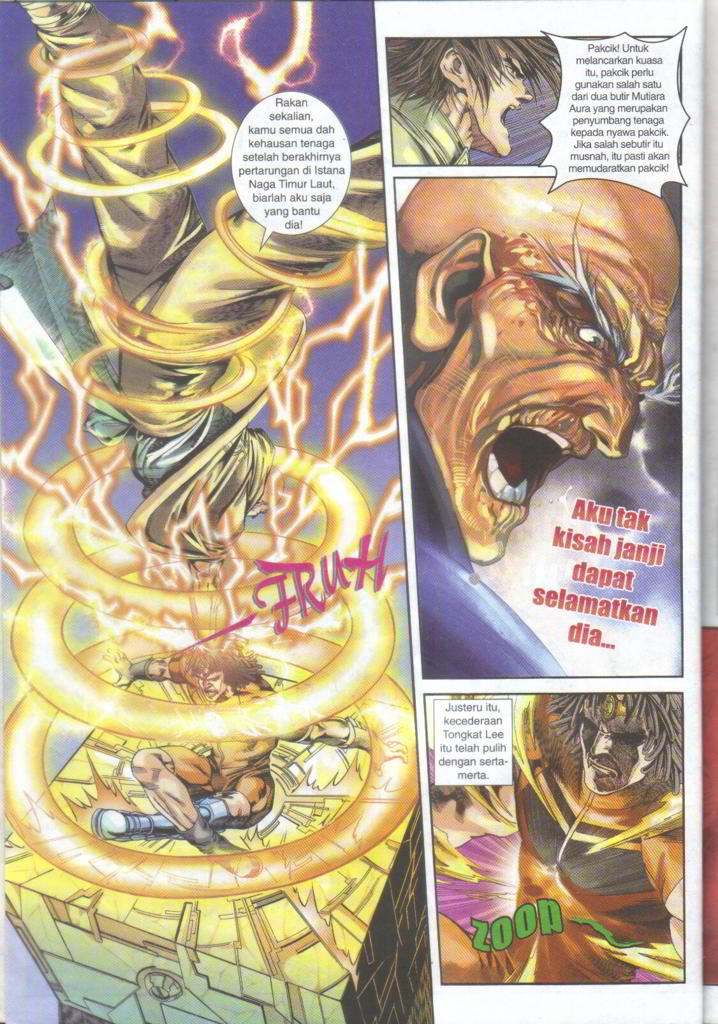 Rakan
sekalian,
kamu semua dah
kehausan tenaga
setelah berakhirnya
pertarungan di Istana
Naga Timur Laut,
biarlah aku saja
yang bantu
dia!
FRUH
Pakcik! Untuk
melancarkan kuasa
itu, pakcik perlu
gunakan salah satu
dari dua butir Mutiara
Aura yang merupakan
penyumbang tenaga
kepada nyawa pakcik.
Jika salah sebutir itu
musnah, itu pasti akan
memudaratkan pakcik!
Aku tak
kisah janji
dapat
selamatkan
dia...
Justeru itu,
kecederaan
Tongkat Lee
itu telah pulih
dengan serta-
merta.
ZOOP